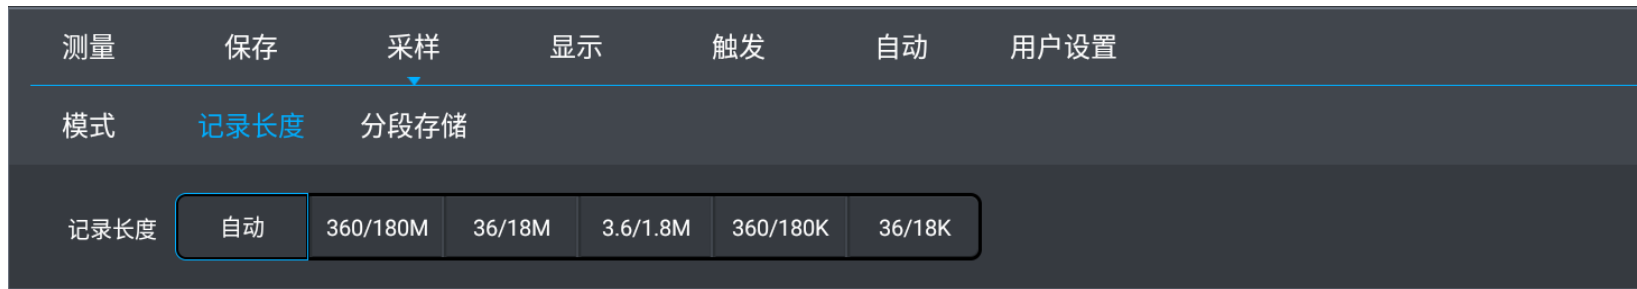 测量 保存 采样 显示 触发 自动 用户设置
模式 记录长度 分段存储
记录长度 自动 360/180M 36/18M 3.6/1.8M 360/180K 36/18K